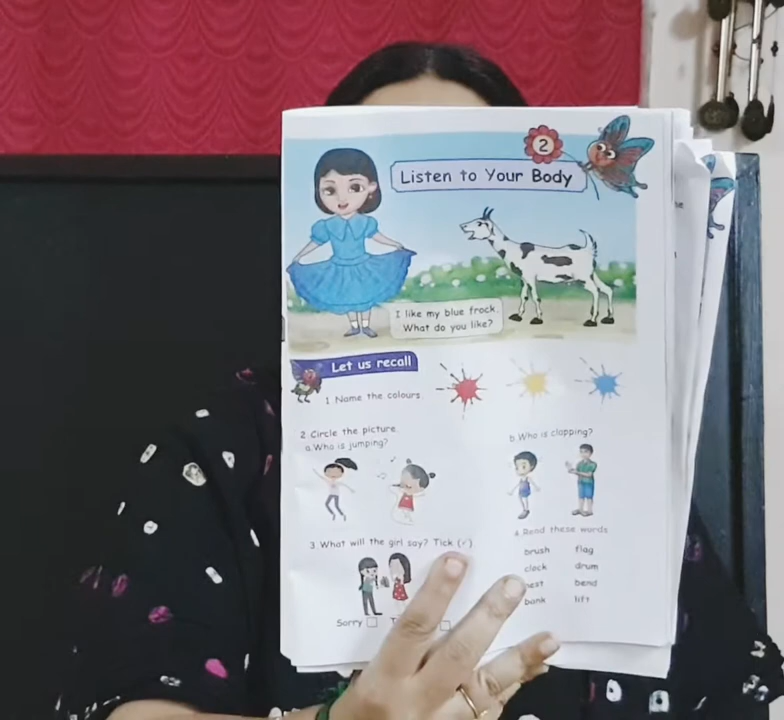 2
Listen to Your Body
I like my blue frock.
What do you like?
Let us recall
1 Name the colours
2 Circle the picture.
a. Who is jumping?
b. Who is clapping?
3 What will the girl say? Tick (✓)
Sorry
4 Read these words
brush flag
clock drum
nest bend
bank lift